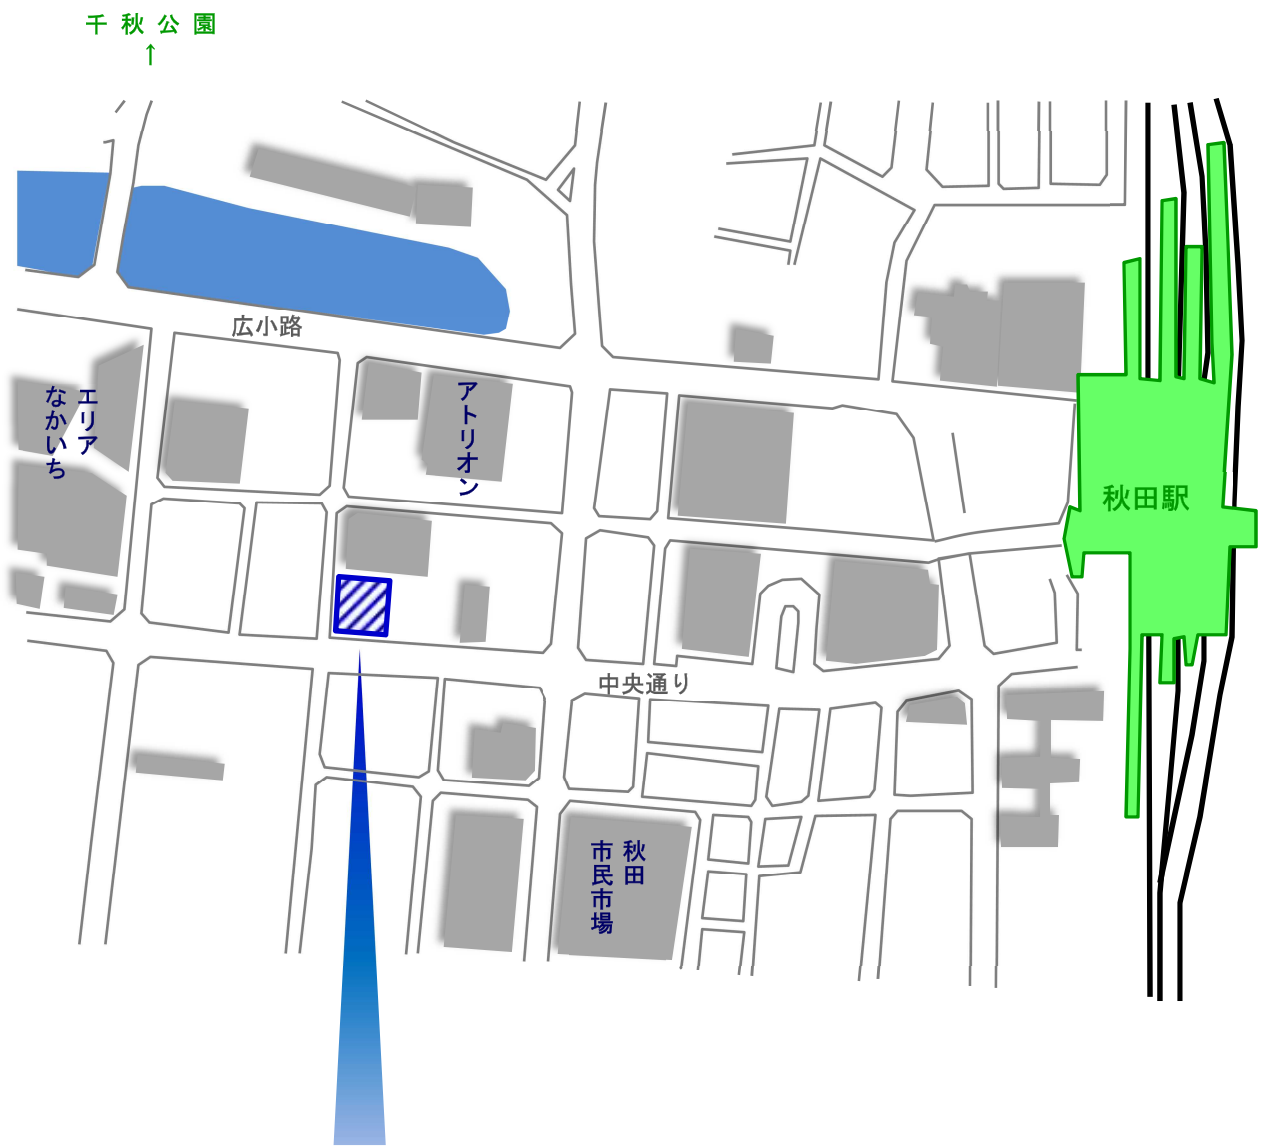 千秋公園
↑
広小路
エリア
なかいち
アトリオン
秋田駅
中央通り
秋田
市民市場